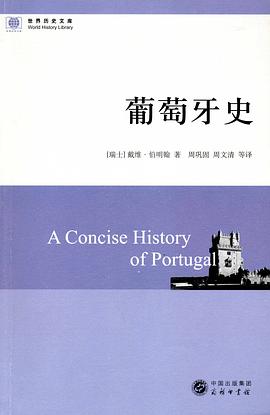 世界历史文库
World History Library
葡萄牙史
[瑞士] 戴维·伯明翰 著 周巩固 周文清 等译
A Concise History
of Portugal
中国出版集团
商务印书馆